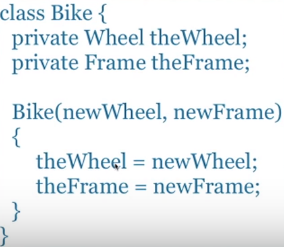 class Bike {
private Wheel theWheel;
private Frame theFrame;
Bike(newWheel, newFrame)
{
theWheel = newWheel;
theFrame = newFrame;
}
}